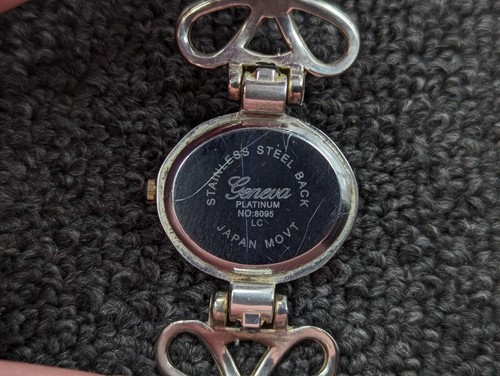 STAINLESS STEEL BACK
Geneva
PLATINUM
NO:8095
LC
JAPAN MOVT